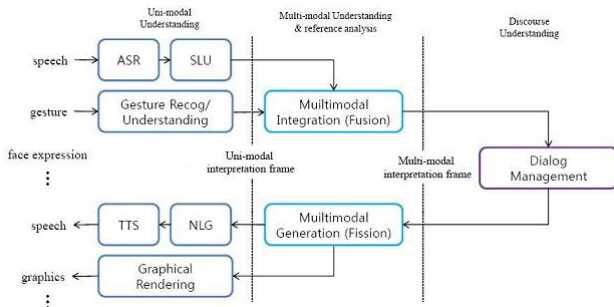 Uni-modal
Understanding
Multi-modal Understanding
& reference analysis
Discourse
Understanding
speech
ASR
SLU
gesture
Gesture Recog/
Understanding
Muiltimodal
Integration (Fusion)
face expression
⋮
Uni-modal
interpretation frame
Multi-modal
interpretation frame
Dialog
Management
speech
TTS
NLG
Muiltimodal
Generation (Fission)
graphics
Graphical
Rendering
⋮